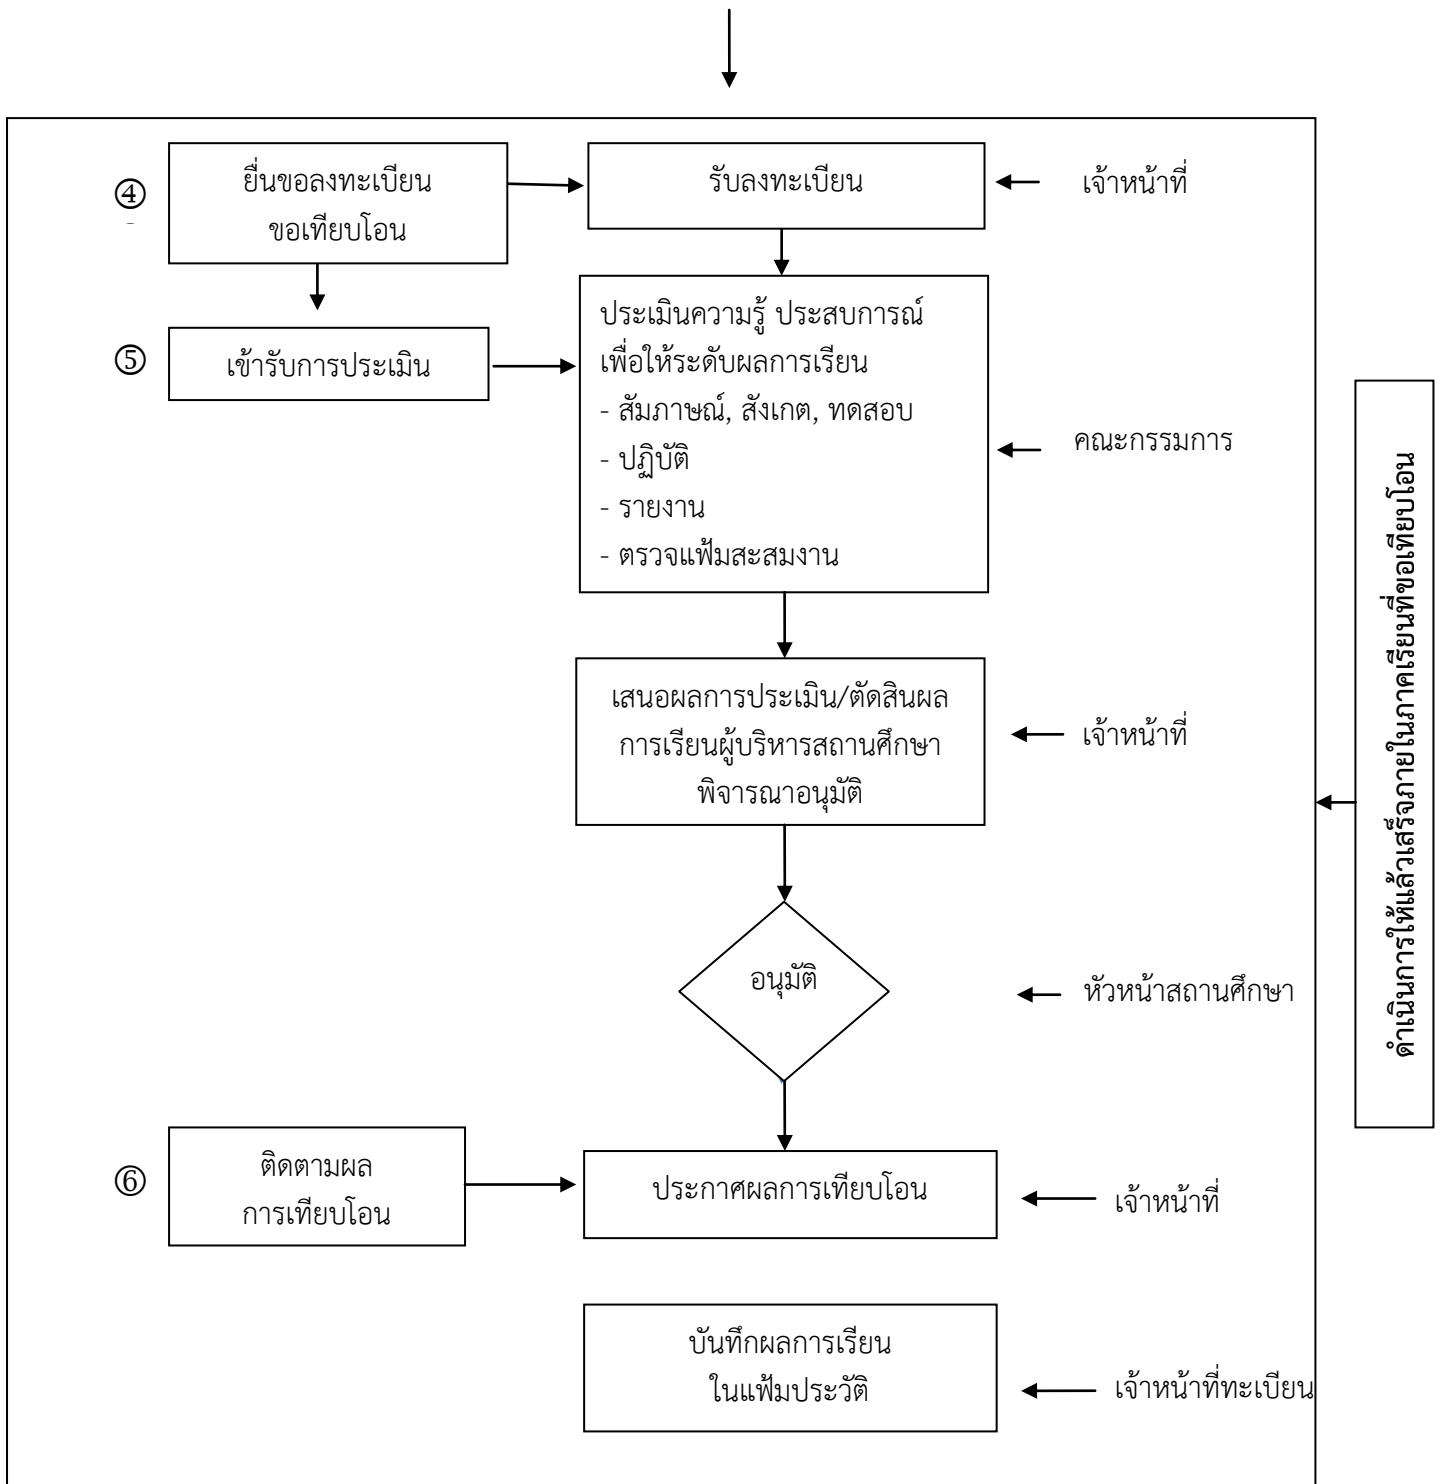 ④
ยื่นขอลงทะเบียน
ขอเทียบโอน
รับลงทะเบียน
เจ้าหน้าที่
⑤
เข้ารับการประเมิน
ประเมินความรู้ ประสบการณ์
เพื่อให้ระดับผลการเรียน
- สัมภาษณ์, สังเกต, ทดสอบ
- ปฏิบัติ
- รายงาน
- ตรวจแฟ้มสะสมงาน
คณะกรรมการ
เสนอผลการประเมิน/ตัดสินผล
การเรียนผู้บริหารสถานศึกษา
พิจารณาอนุมัติ
เจ้าหน้าที่
อนุมัติ
หัวหน้าสถานศึกษา
⑥
ติดตามผล
การเทียบโอน
ประกาศผลการเทียบโอน
เจ้าหน้าที่
บันทึกผลการเรียน
ในแฟ้มประวัติ
เจ้าหน้าที่ทะเบียน
ดำเนินการให้แล้วเสร็จภายในภาคเรียนที่ขอเทียบโอน